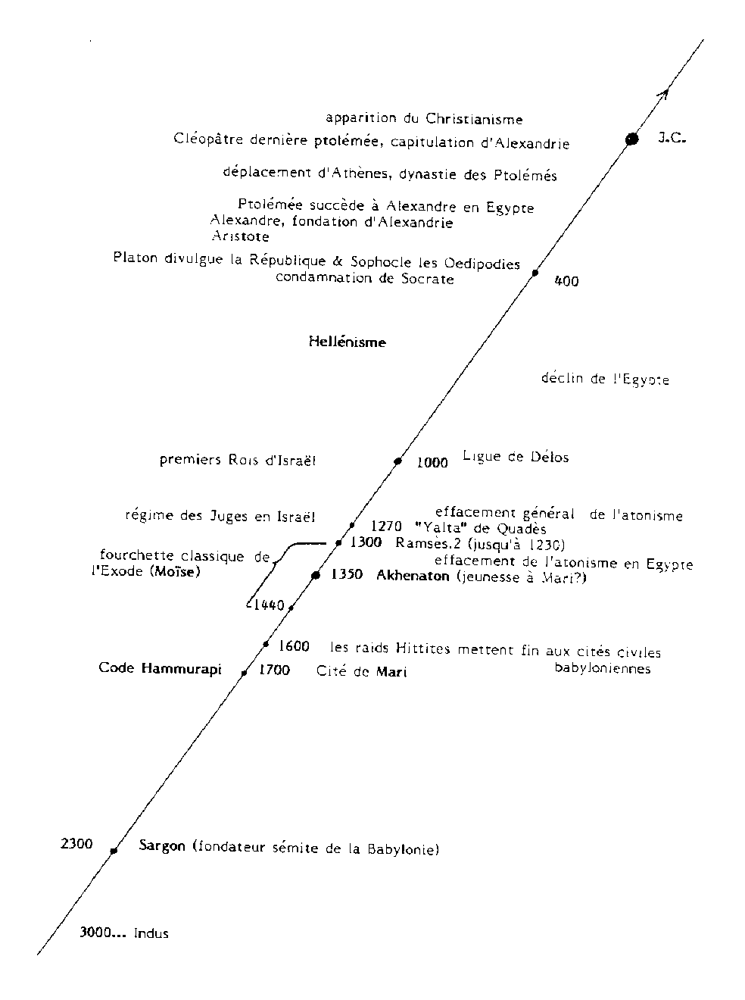 apparition du Christianisme
Cléopâtre dernière ptolémée, capitulation d'Alexandrie
J.C.
déplacement d'Athènes, dynastie des Ptolémés
Ptolémée succède à Alexandre en Egypte
Alexandre, fondation d'Alexandrie
Aristote
Platon divulgue la République & Sophocle les Oedipodies
condamnation de Socrate
400
Hellénisme
déclin de l'Egypte
premiers Rois d'Israël
1000 Ligue de Délos
régime des Juges en Israël
effacement général de l'atonisme
1270 "Yalta" de Quadès
1300 Ramsès.2 (jusqu'à 1230)
fourchette classique de
l'Exode (Moïse)
effacement de l'atonisme en Egypte
1350 Akhenaton (jeunesse à Mari?)
1440
1600 les raids Hittites mettent fin aux cités civiles
babyloniennes
Code Hammurapi
1700 Cité de Mari
2300 Sargon (fondateur sémite de la Babylonie)
3000... Indus